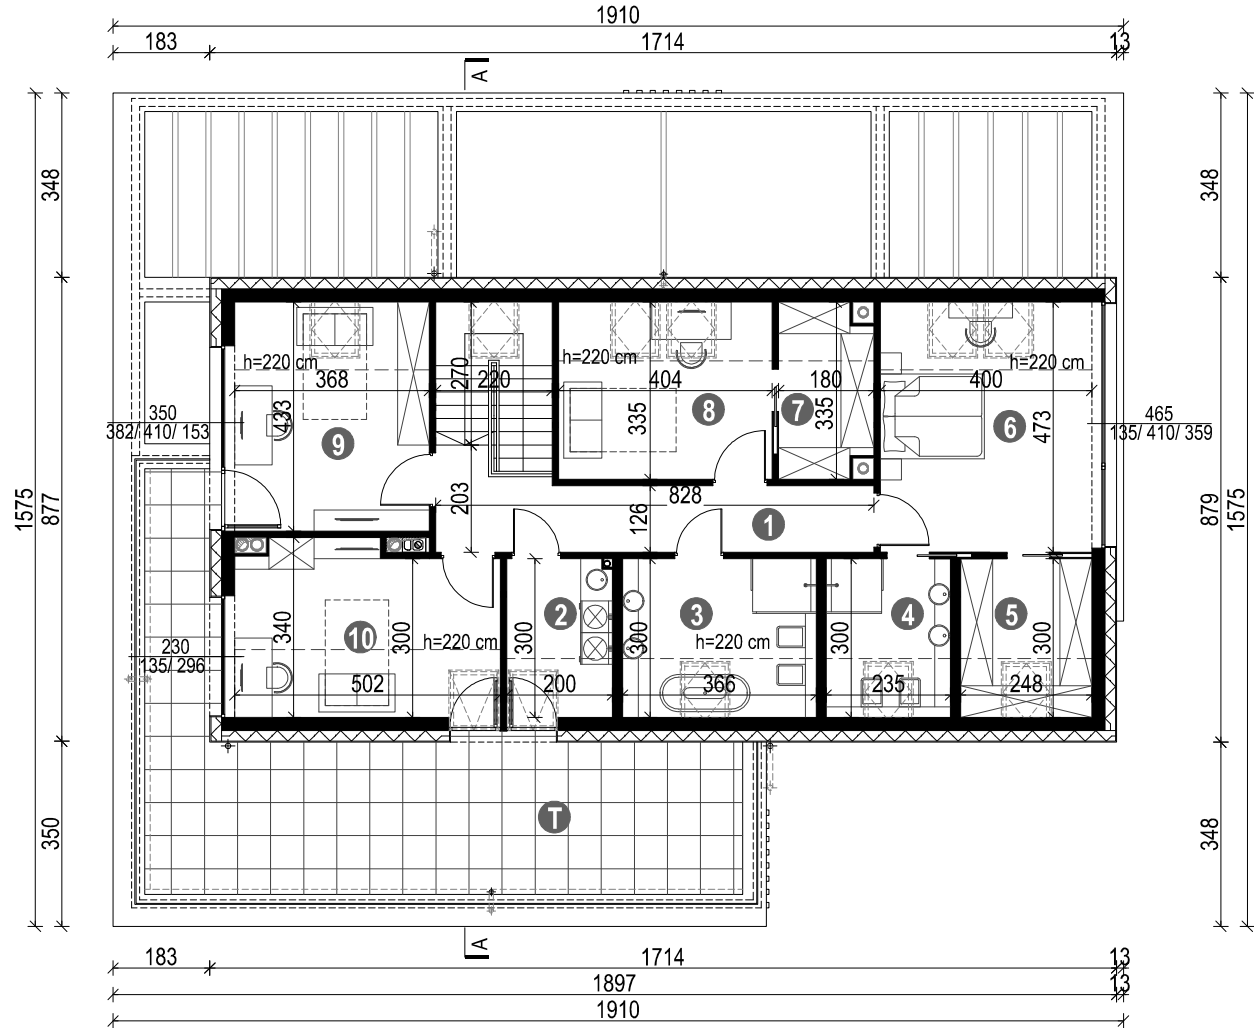 1910
183 1714 13
A
348 348
h=220 cm h=220 cm h=220 cm
368 270 220 404 180 400
350
382/ 410/ 153
433 335 8 7 335 6 473
465
135/ 410/ 359
9
1575 877 203 828 126 1 879 1575
2 3 4 5
10
340 300 h=220 cm 300 300 h=220 cm 300 300
230
135/ 296
502 200 366 235 248
T
350 348
A
183 1714 13
1897 13
1910